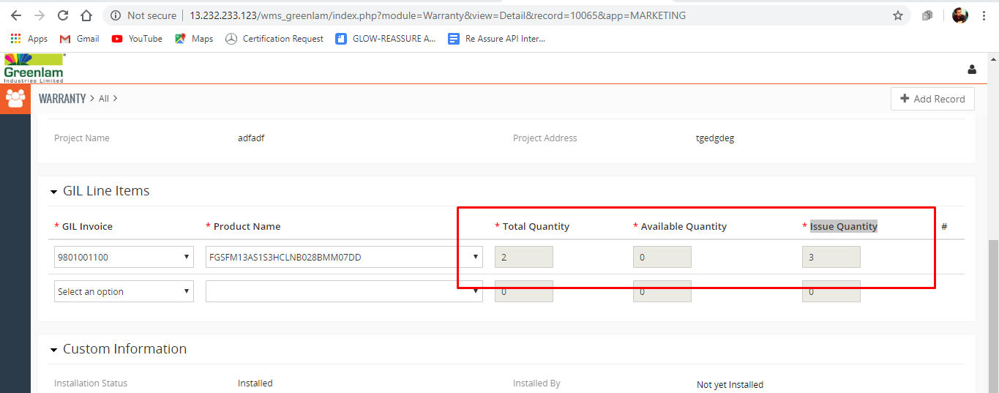 Not secure | 13.232.233.123/wms_greenlam/index.php?module=Warranty&view=Detail&record=10065&app=MARKETING
Apps Gmail YouTube Maps Certification Request GLOW-REASSURE A... Re Assure API Inter...
Greenlam
Industries Limited
WARRANTY > All > + Add Record
Project Name adfadf Project Address tgedgdeg
GIL Line Items
* GIL Invoice * Product Name * Total Quantity * Available Quantity * Issue Quantity #
9801001100 FGSFM13AS1S3HCLNB028BMM07DD 2 0 3
Select an option 0 0 0
Custom Information
Installation Status Installed Installed By Not yet Installed